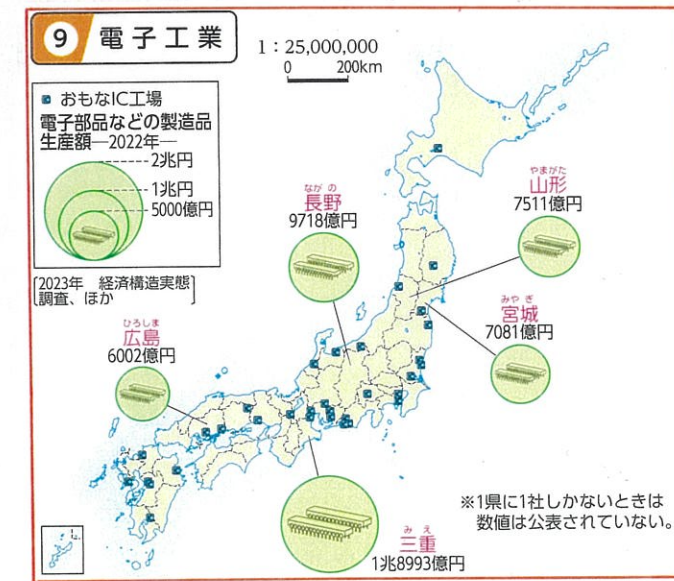 9 電子工業
1:25,000,000
0 200km
おもなIC工場
電子部品などの製造品
生産額―2022年―
2兆円
1兆円
5000億円
2023年 経済構造実態
調査、ほか
ながの
長野
9718億円
やまがた
山形
7511億円
みやぎ
宮城
7081億円
ひろしま
広島
6002億円
みえ
三重
1兆8993億円
※1県に1社しかないときは
数値は公表されていない。